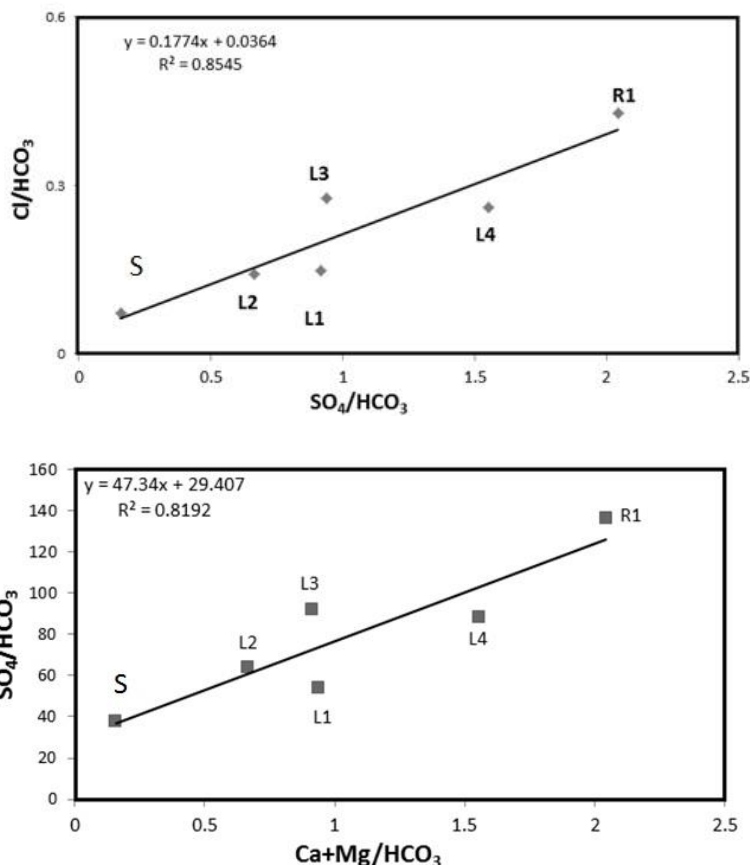 0.6
y = 0.1774x + 0.0364
R² = 0.8545
R1
L3
Cl/HCO₃
0.3
L4
S
L2
L1
0
0 0.5 1 1.5 2 2.5
SO₄/HCO₃
160
y = 47.34x + 29.407
R² = 0.8192
140
R1
120
100
L3
SO₄/HCO₃
80
L4
L2
60
S
L1
40
20
0
0 0.5 1 1.5 2 2.5
Ca+Mg/HCO₃